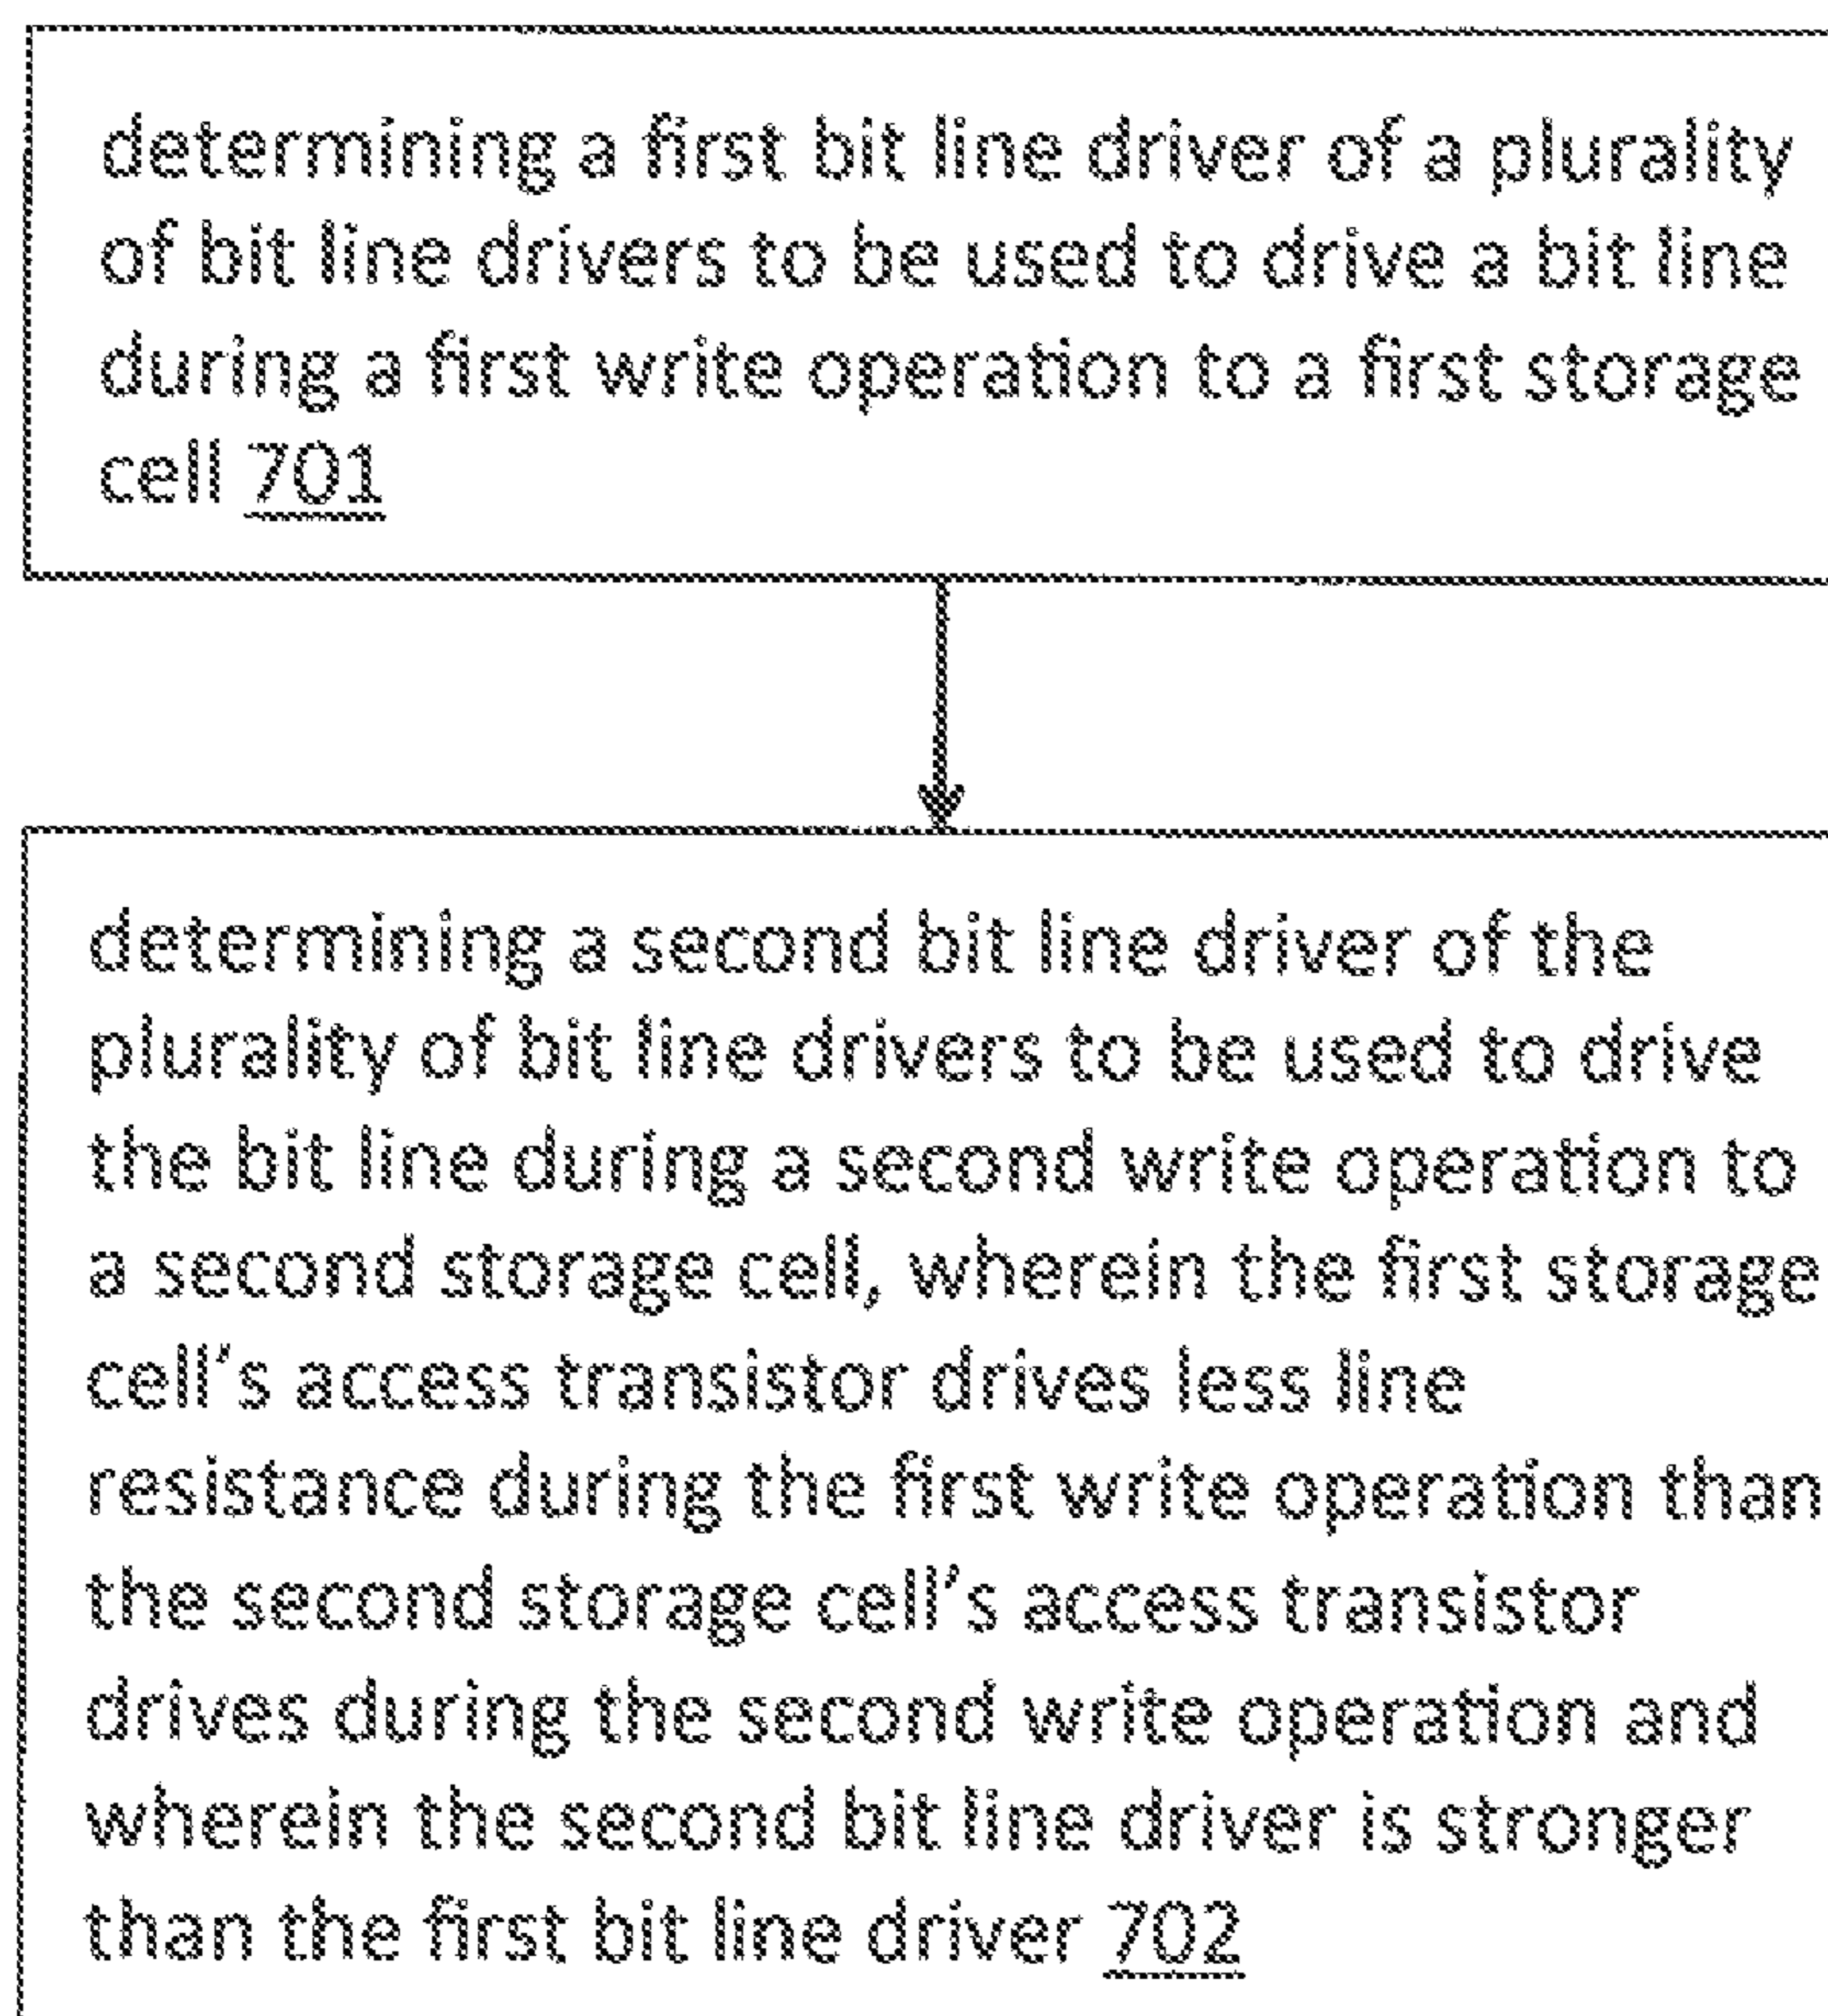 determining a first bit line driver of a plurality
of bit line drivers to be used to drive a bit line
during a first write operation to a first storage
cell 701
determining a second bit line driver of the
plurality of bit line drivers to be used to drive
the bit line during a second write operation to
a second storage cell, wherein the first storage
cell's access transistor drives less line
resistance during the first write operation than
the second storage cell's access transistor
drives during the second write operation and
wherein the second bit line driver is stronger
than the first bit line driver 702